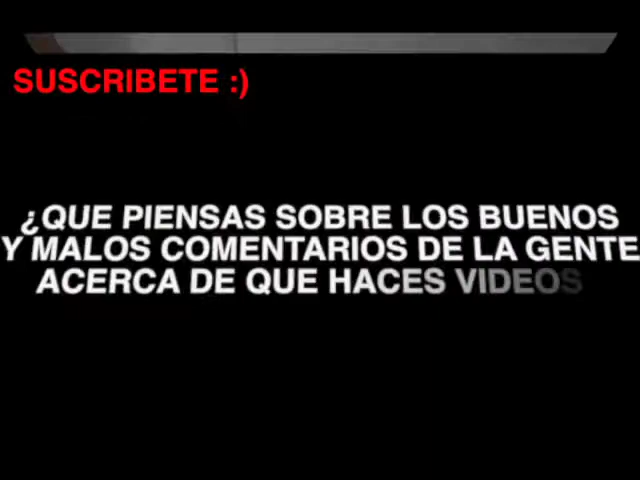 SUSCRIBETE :)
¿QUE PIENSAS SOBRE LOS BUENOS
Y MALOS COMENTARIOS DE LA GENTE
ACERCA DE QUE HACES VIDEOS